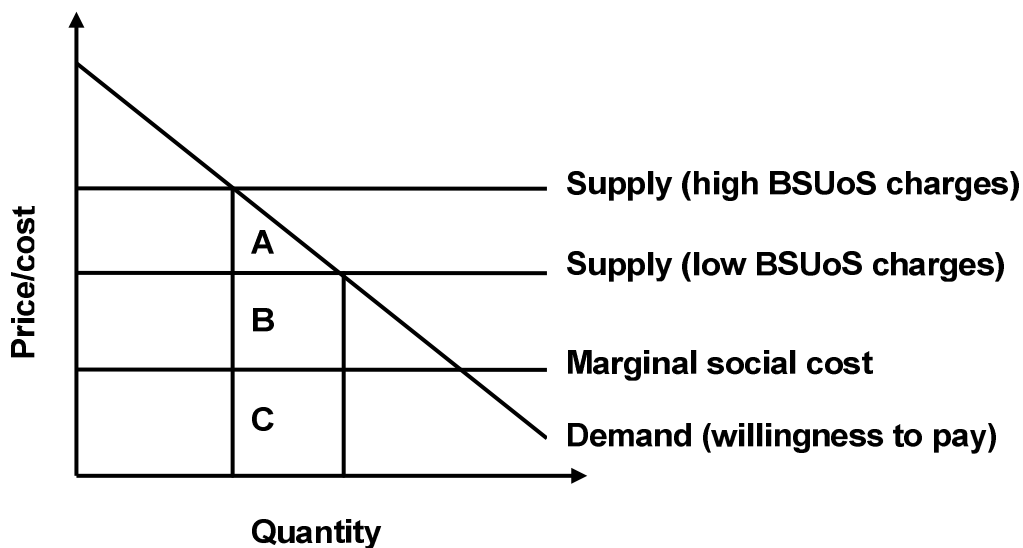 Supply (high BSUoS charges)
A
Supply (low BSUoS charges)
Price/cost
B
Marginal social cost
C
Demand (willingness to pay)
Quantity